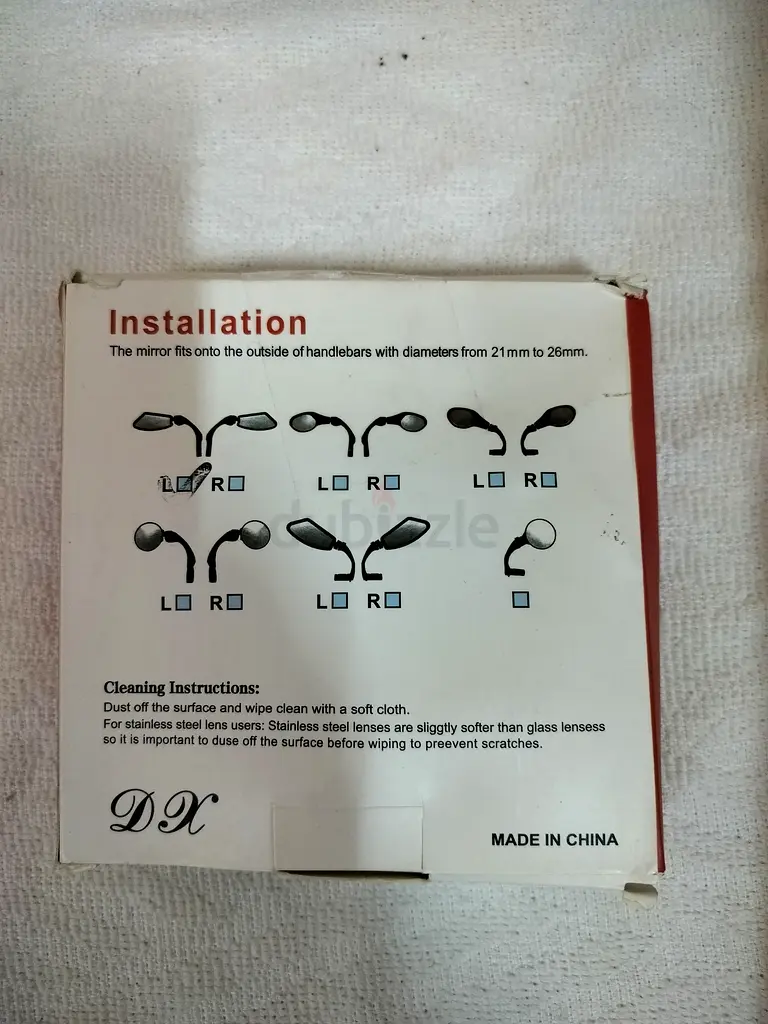 Installation
The mirror fits onto the outside of handlebars with diameters from 21mm to 26mm.
L R L R L R
dubizzle
L R L R
Cleaning Instructions:
Dust off the surface and wipe clean with a soft cloth.
For stainless steel lens users: Stainless steel lenses are sliggtly softer than glass lensess
so it is important to duse off the surface before wiping to preevent scratches.
DX
MADE IN CHINA